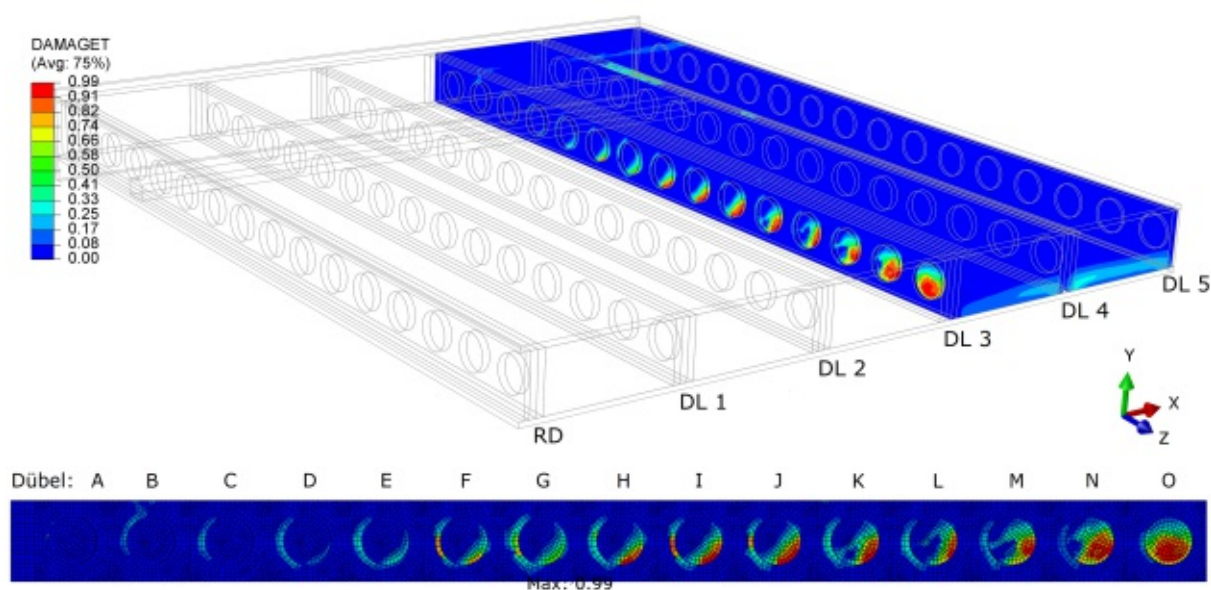 DAMAGET
(Avg: 75%)
0.99
0.91
0.82
0.74
0.66
0.58
0.50
0.41
0.33
0.25
0.17
0.08
0.00
DL 5
DL 4
DL 3
DL 2
DL 1
RD
Y
X
Z
Dübel: A B C D E F G H I J K L M N O
Max: 0.99